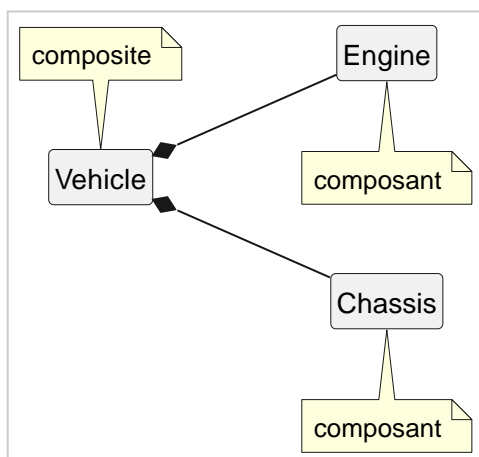 composite
Engine
Vehicle
composant
Chassis
composant